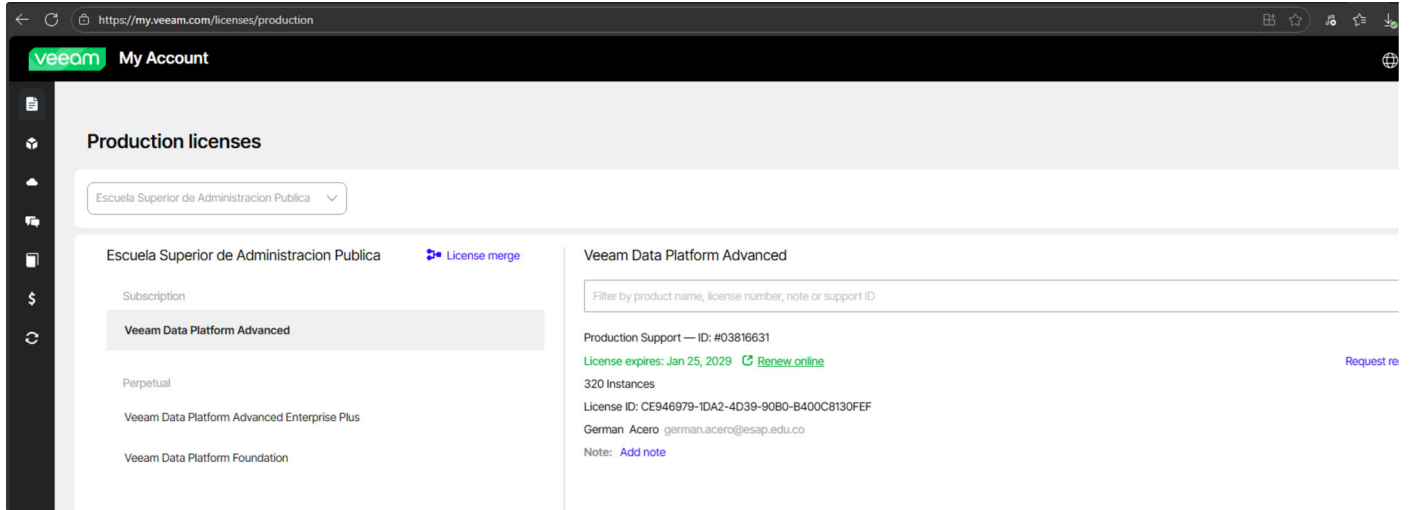 https://my.veeam.com/licenses/production
veeam My Account
Production licenses
Escuela Superior de Administracion Publica
Escuela Superior de Administracion Publica
License merge
Subscription
Veeam Data Platform Advanced
Perpetual
Veeam Data Platform Advanced Enterprise Plus
Veeam Data Platform Foundation
Veeam Data Platform Advanced
Filter by product name, license number, note or support ID
Production Support — ID: #03816631
License expires: Jan 25, 2029 Renew online
Request re
320 Instances
License ID: CE946979-1DA2-4D39-90B0-B400C8130FEF
German Acero german.acero@esap.edu.co
Note: Add note